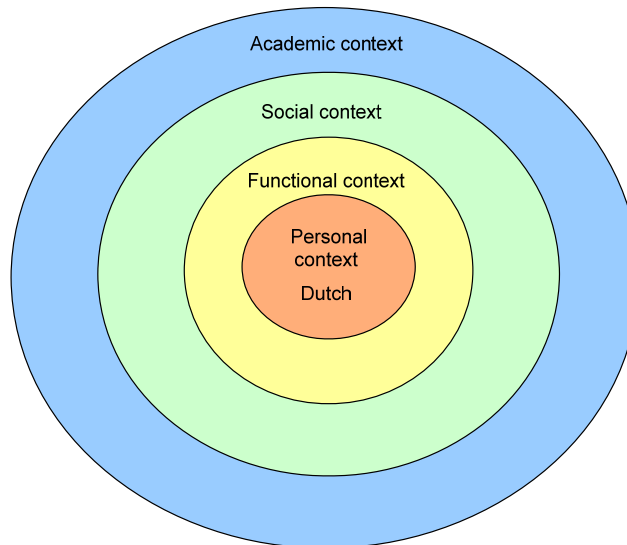 Academic context
Social context
Functional context
Personal
context
Dutch